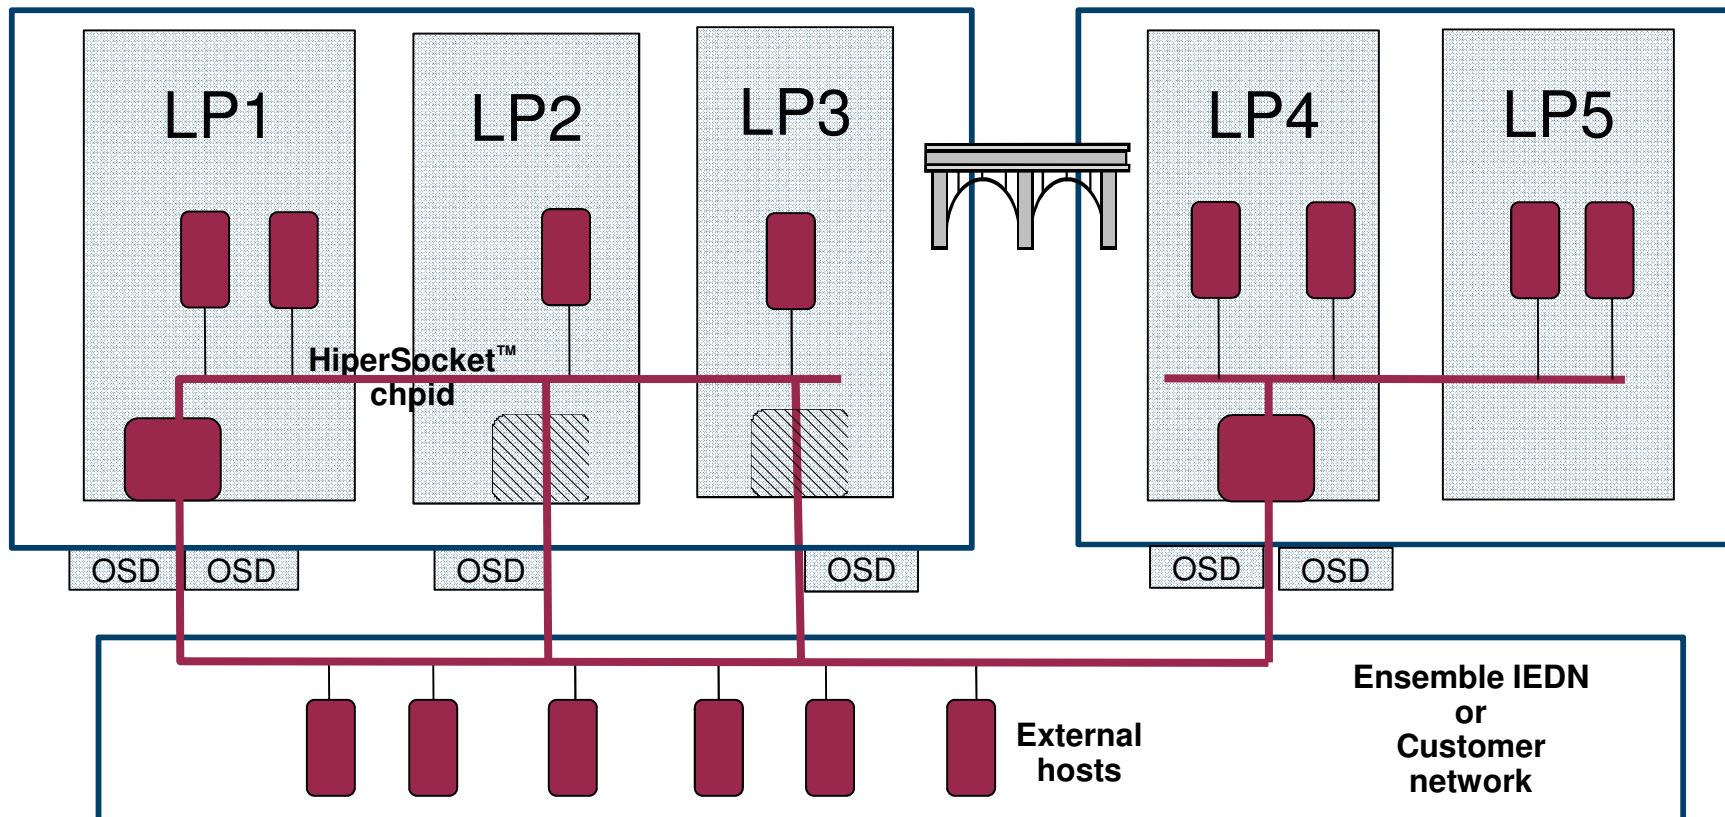 LP1
LP2
LP3
LP4
LP5
HiperSocket™
chpid
OSD
OSD
OSD
OSD
OSD
OSD
Ensemble IEDN
or
Customer
network
External
hosts